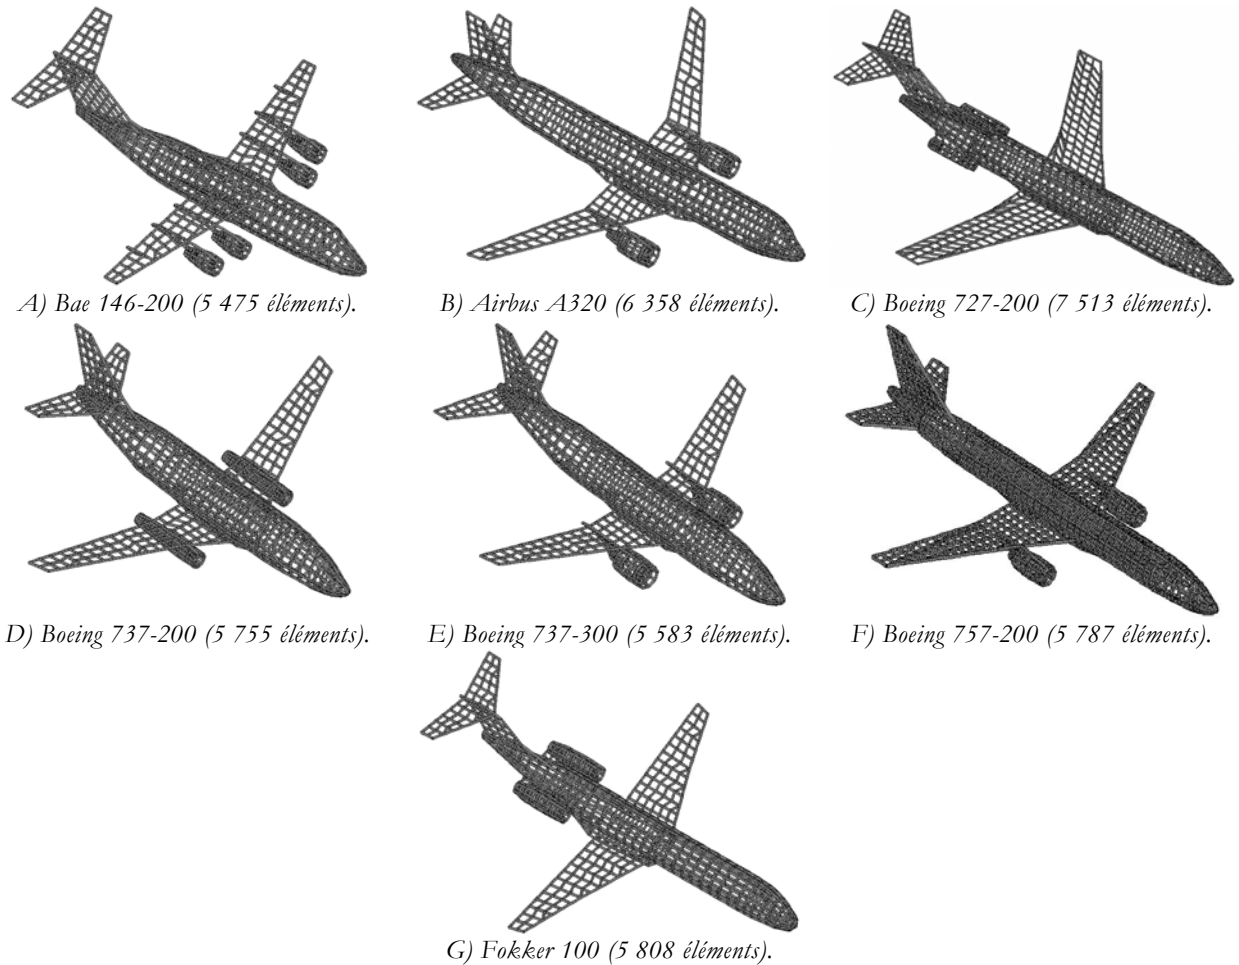 A) Bae 146-200 (5 475 éléments).
B) Airbus A320 (6 358 éléments).
C) Boeing 727-200 (7 513 éléments).
D) Boeing 737-200 (5 755 éléments).
E) Boeing 737-300 (5 583 éléments).
F) Boeing 757-200 (5 787 éléments).
G) Fokker 100 (5 808 éléments).